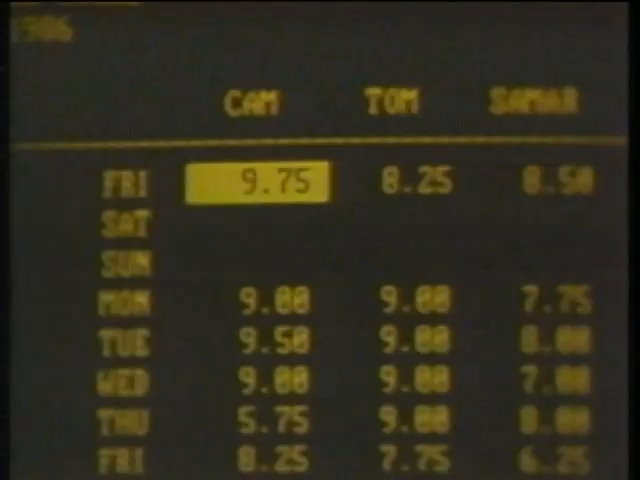 1986
CAM TOM SAMAR
FRI 9.75 8.25 8.50
SAT
SUN
MON 9.00 9.00 7.75
TUE 9.50 9.00 8.00
WED 9.00 9.00 7.00
THU 5.75 9.00 8.00
FRI 8.25 7.75 6.25